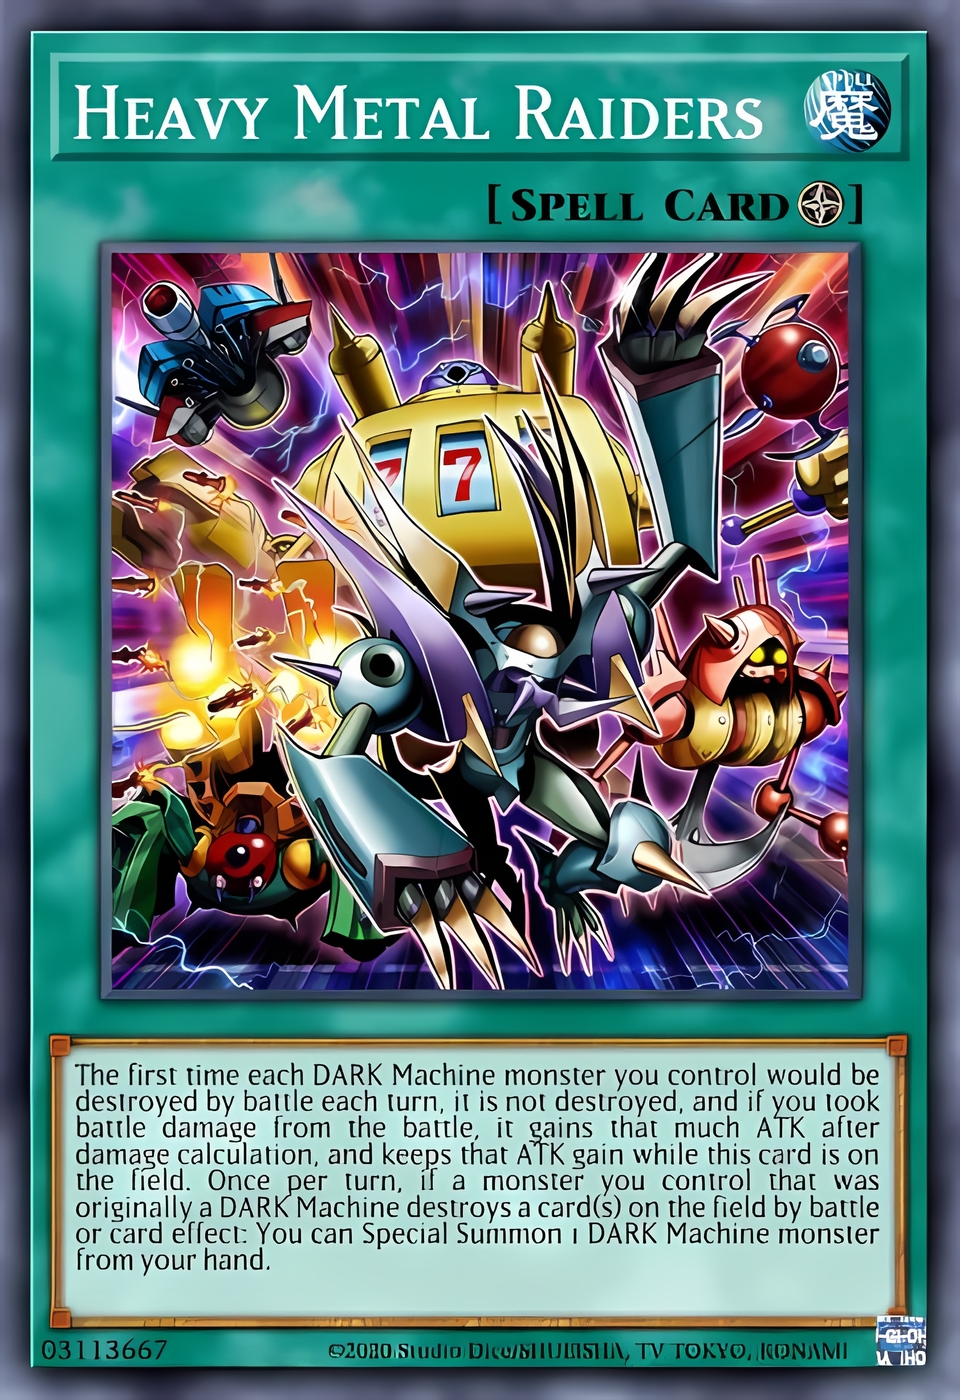 HEAVY METAL RAIDERS
魔
[SPELL CARD]
7 7
The first time each DARK Machine monster you control would be
destroyed by battle each turn, it is not destroyed, and if you took
battle damage from the battle, it gains that much ATK after
damage calculation, and keeps that ATK gain while this card is on
the field. Once per turn, if a monster you control that was
originally a DARK Machine destroys a card(s) on the field by battle
or card effect: You can Special Summon 1 DARK Machine monster
from your hand.
03113667
Studio TV TOKYO, KONAMI